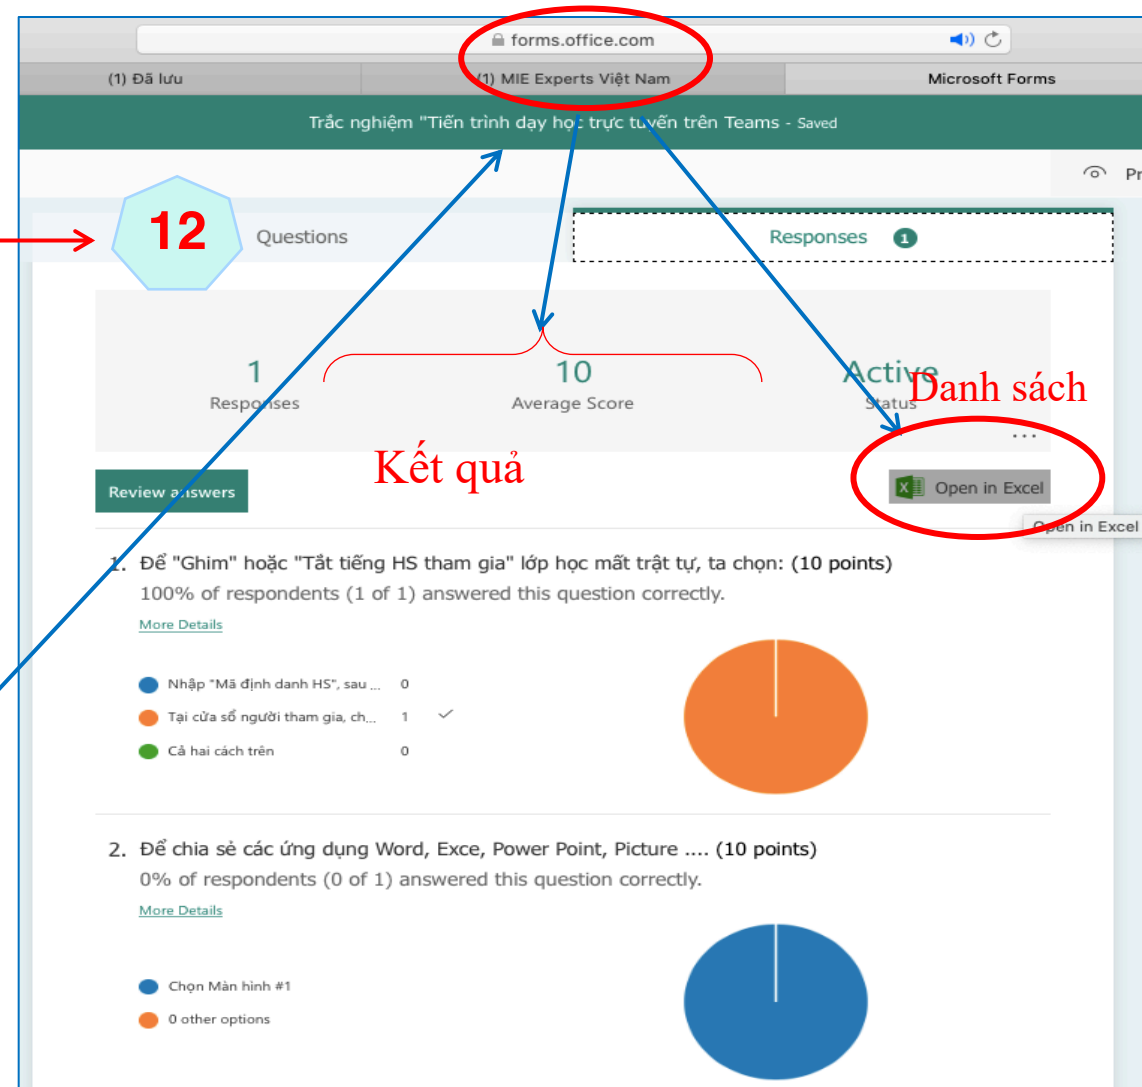 forms.office.com
(1) Đã lưu
(1) MIE Experts Việt Nam
Microsoft Forms
Trắc nghiệm "Tiến trình dạy học trực tuyến trên Teams - Saved
Pr
12
Questions
Responses 1
1
10
Active
Responses
Average Score
Status
Danh sách
...
Kết quả
Review answers
Open in Excel
Open in Excel
1. Để "Ghim" hoặc "Tắt tiếng HS tham gia" lớp học mất trật tự, ta chọn: (10 points)
100% of respondents (1 of 1) answered this question correctly.
More Details
Nhập "Mã định danh HS", sau ... 0
Tại cửa sổ người tham gia, ch... 1
Cả hai cách trên 0
2. Để chia sẻ các ứng dụng Word, Exce, Power Point, Picture .... (10 points)
0% of respondents (0 of 1) answered this question correctly.
More Details
Chọn Màn hình #1
0 other options